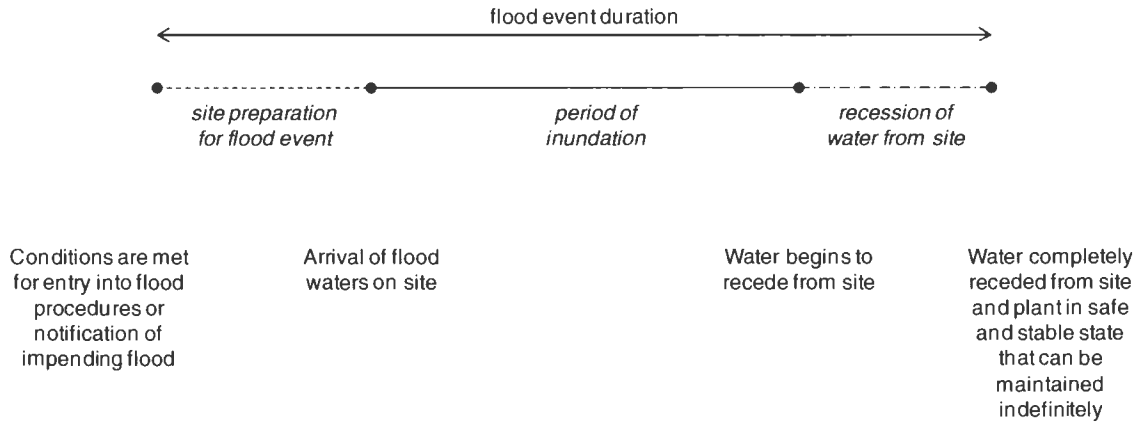 flood event duration
site preparation
for flood event
period of
inundation
recession of
water from site
Conditions are met
for entry into flood
procedures or
notification of
impending flood
Arrival of flood
waters on site
Water begins to
recede from site
Water completely
receded from site
and plant in safe
and stable state
that can be
maintained
indefinitely